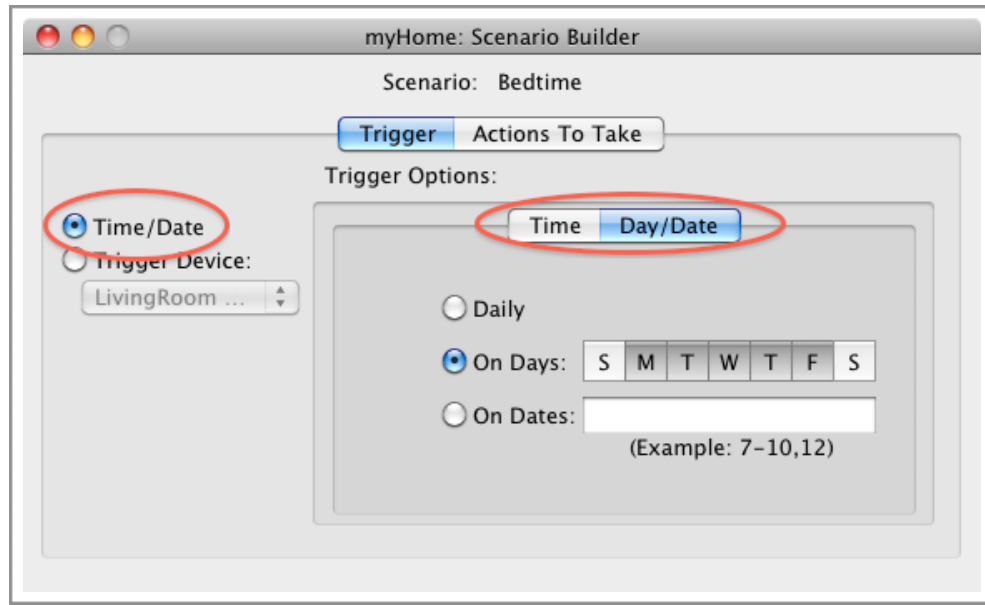 myHome: Scenario Builder
Scenario: Bedtime
Trigger Actions To Take
Trigger Options:
Time/Date
Trigger Device:
LivingRoom ...
Time Day/Date
Daily
On Days: S M T W T F S
On Dates:
(Example: 7-10,12)